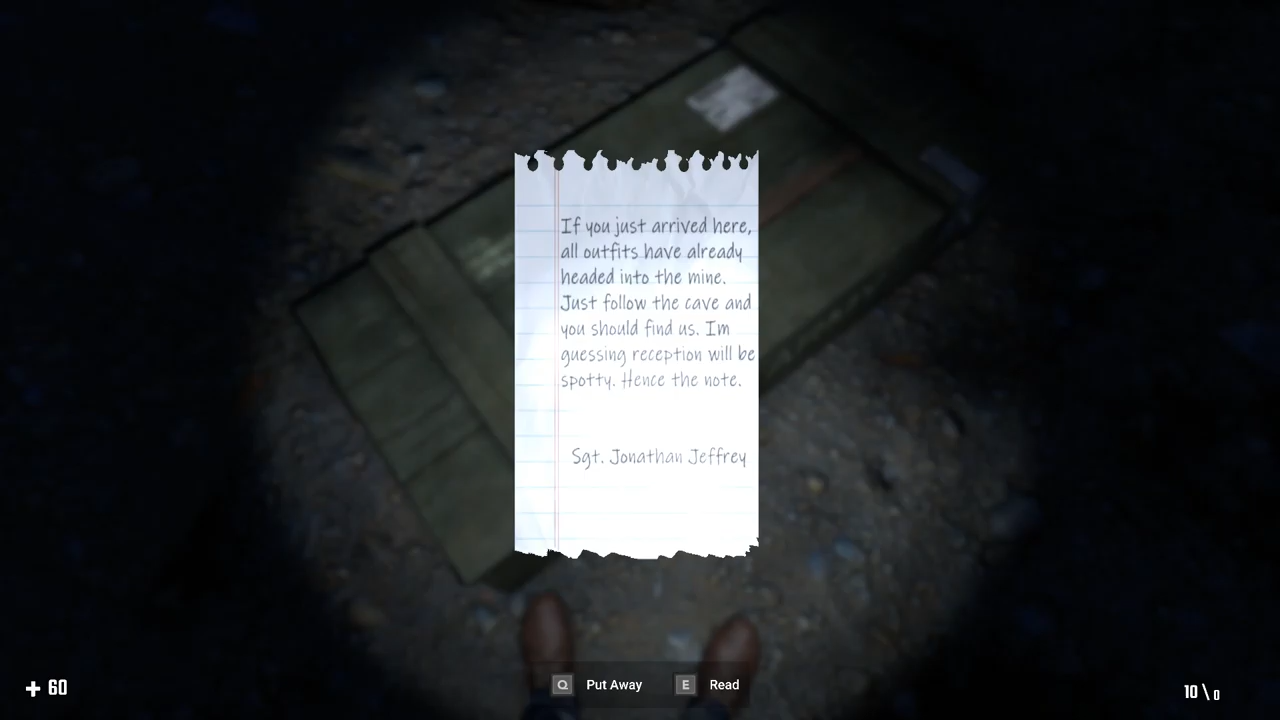 If you just arrived here,
all outfits have already
headed into the mine.
Just follow the cave and
you should find us. Im
guessing reception will be
spotty. Hence the note.
Sgt. Jonathan Jeffrey
+ 60
Q Put Away E Read
10 \ 0